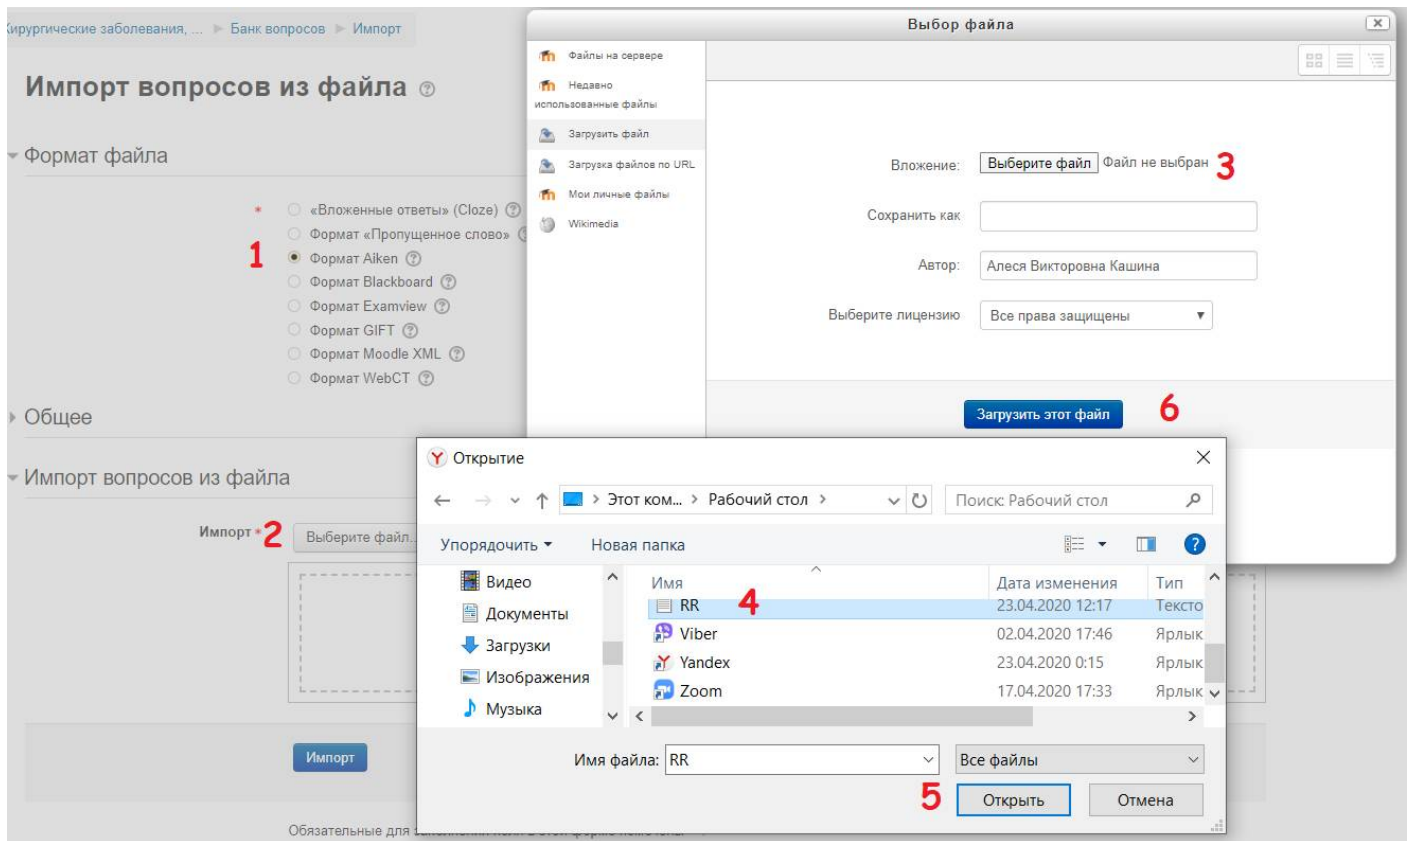 Хирургические заболевания, ... ► Банк вопросов ► Импорт
Импорт вопросов из файла
Формат файла
* «Вложенные ответы» (Cloze)
Формат «Пропущенное слово»
1 Формат Aiken
Формат Blackboard
Формат Examview
Формат GIFT
Формат Moodle XML
Формат WebCT
Общее
Импорт вопросов из файла
Импорт * 2 Выберите файл...
Импорт
Обязательные для
Выбор файла
Файлы на сервере
Недавно
использованные файлы
Загрузить файл
Загрузка файлов по URL
Мои личные файлы
Wikimedia
Вложение: Выберите файл Файл не выбран 3
Сохранить как
Автор: Алеся Викторовна Кашина
Выберите лицензию Все права защищены
Загрузить этот файл 6
Открытие
Этот ком... > Рабочий стол >
Поиск: Рабочий стол
Упорядочить Новая папка
Видео
Документы
Загрузки
Изображения
Музыка
Имя Дата изменения Тип
RR 4 23.04.2020 12:17 Тексто
Viber 02.04.2020 17:46 Ярлык
Yandex 23.04.2020 0:15 Ярлык
Zoom 17.04.2020 17:33 Ярлык
Имя файла: RR Все файлы
5 Открыть Отмена